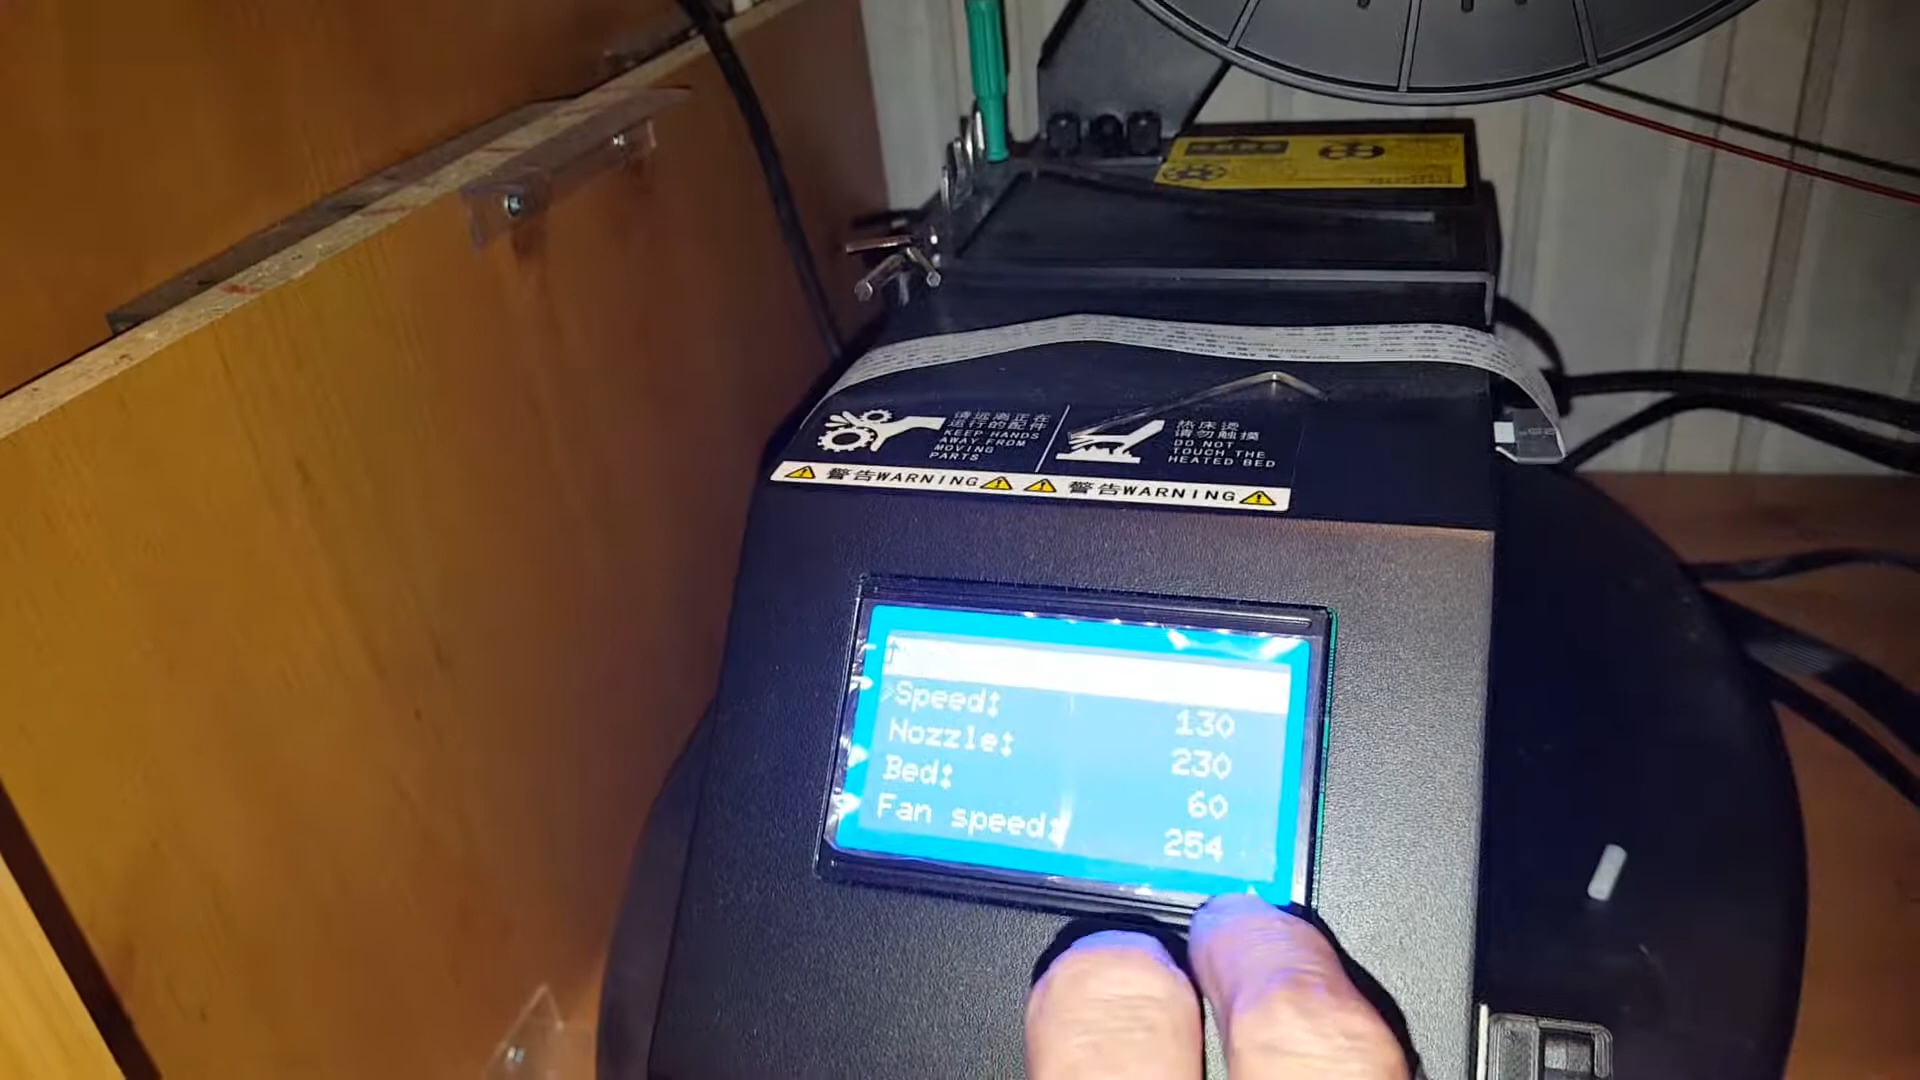 请远离正在
运行的配件
KEEP HANDS
AWAY FROM
MOVING
PARTS
热床烫
请勿触摸
DO NOT
TOUCH THE
HEATED BED
警告WARNING
警告WARNING
Speed: 130
Nozzle: 230
Bed: 60
Fan speed: 254